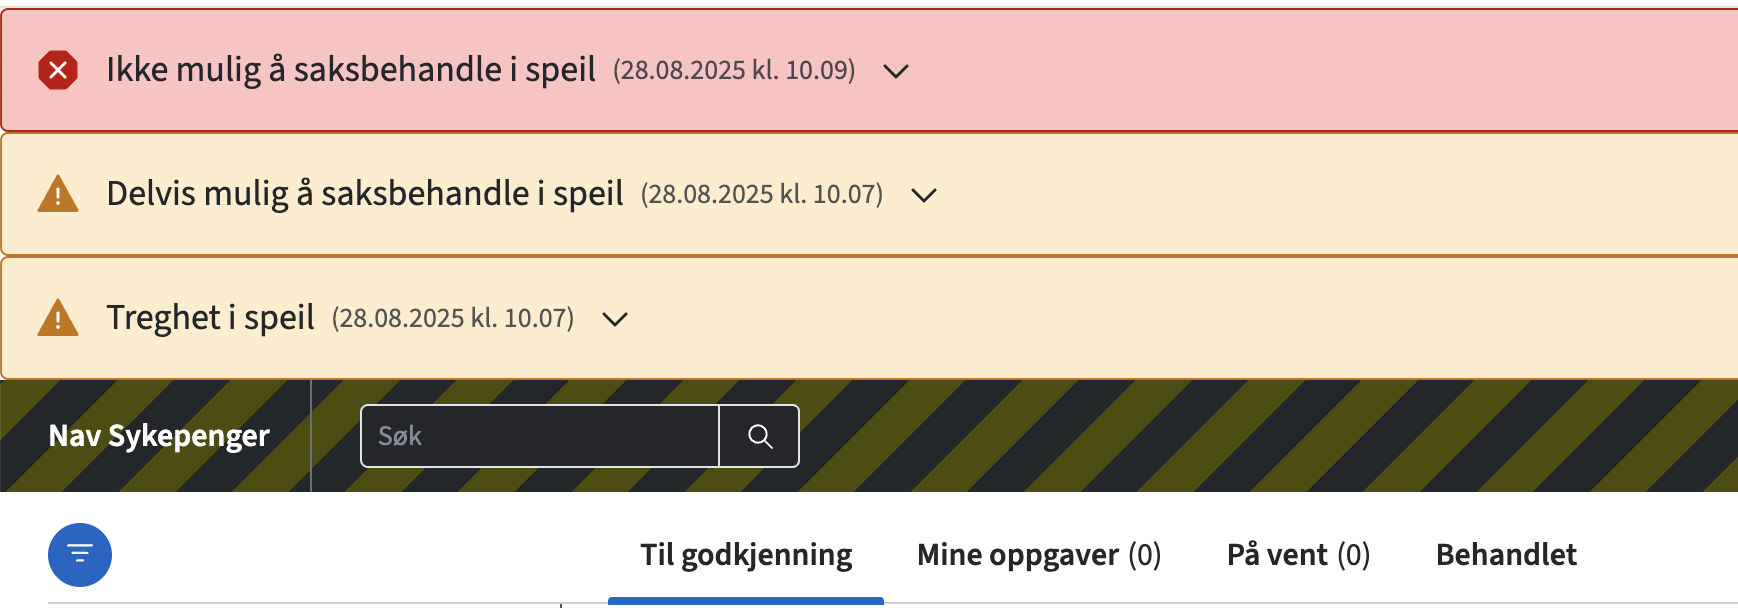 Ikke mulig å saksbehandle i speil (28.08.2025 kl. 10.09)
Delvis mulig å saksbehandle i speil (28.08.2025 kl. 10.07)
Treghet i speil (28.08.2025 kl. 10.07)
Nav Sykepenger Søk
Til godkjenning Mine oppgaver (0) På vent (0) Behandlet